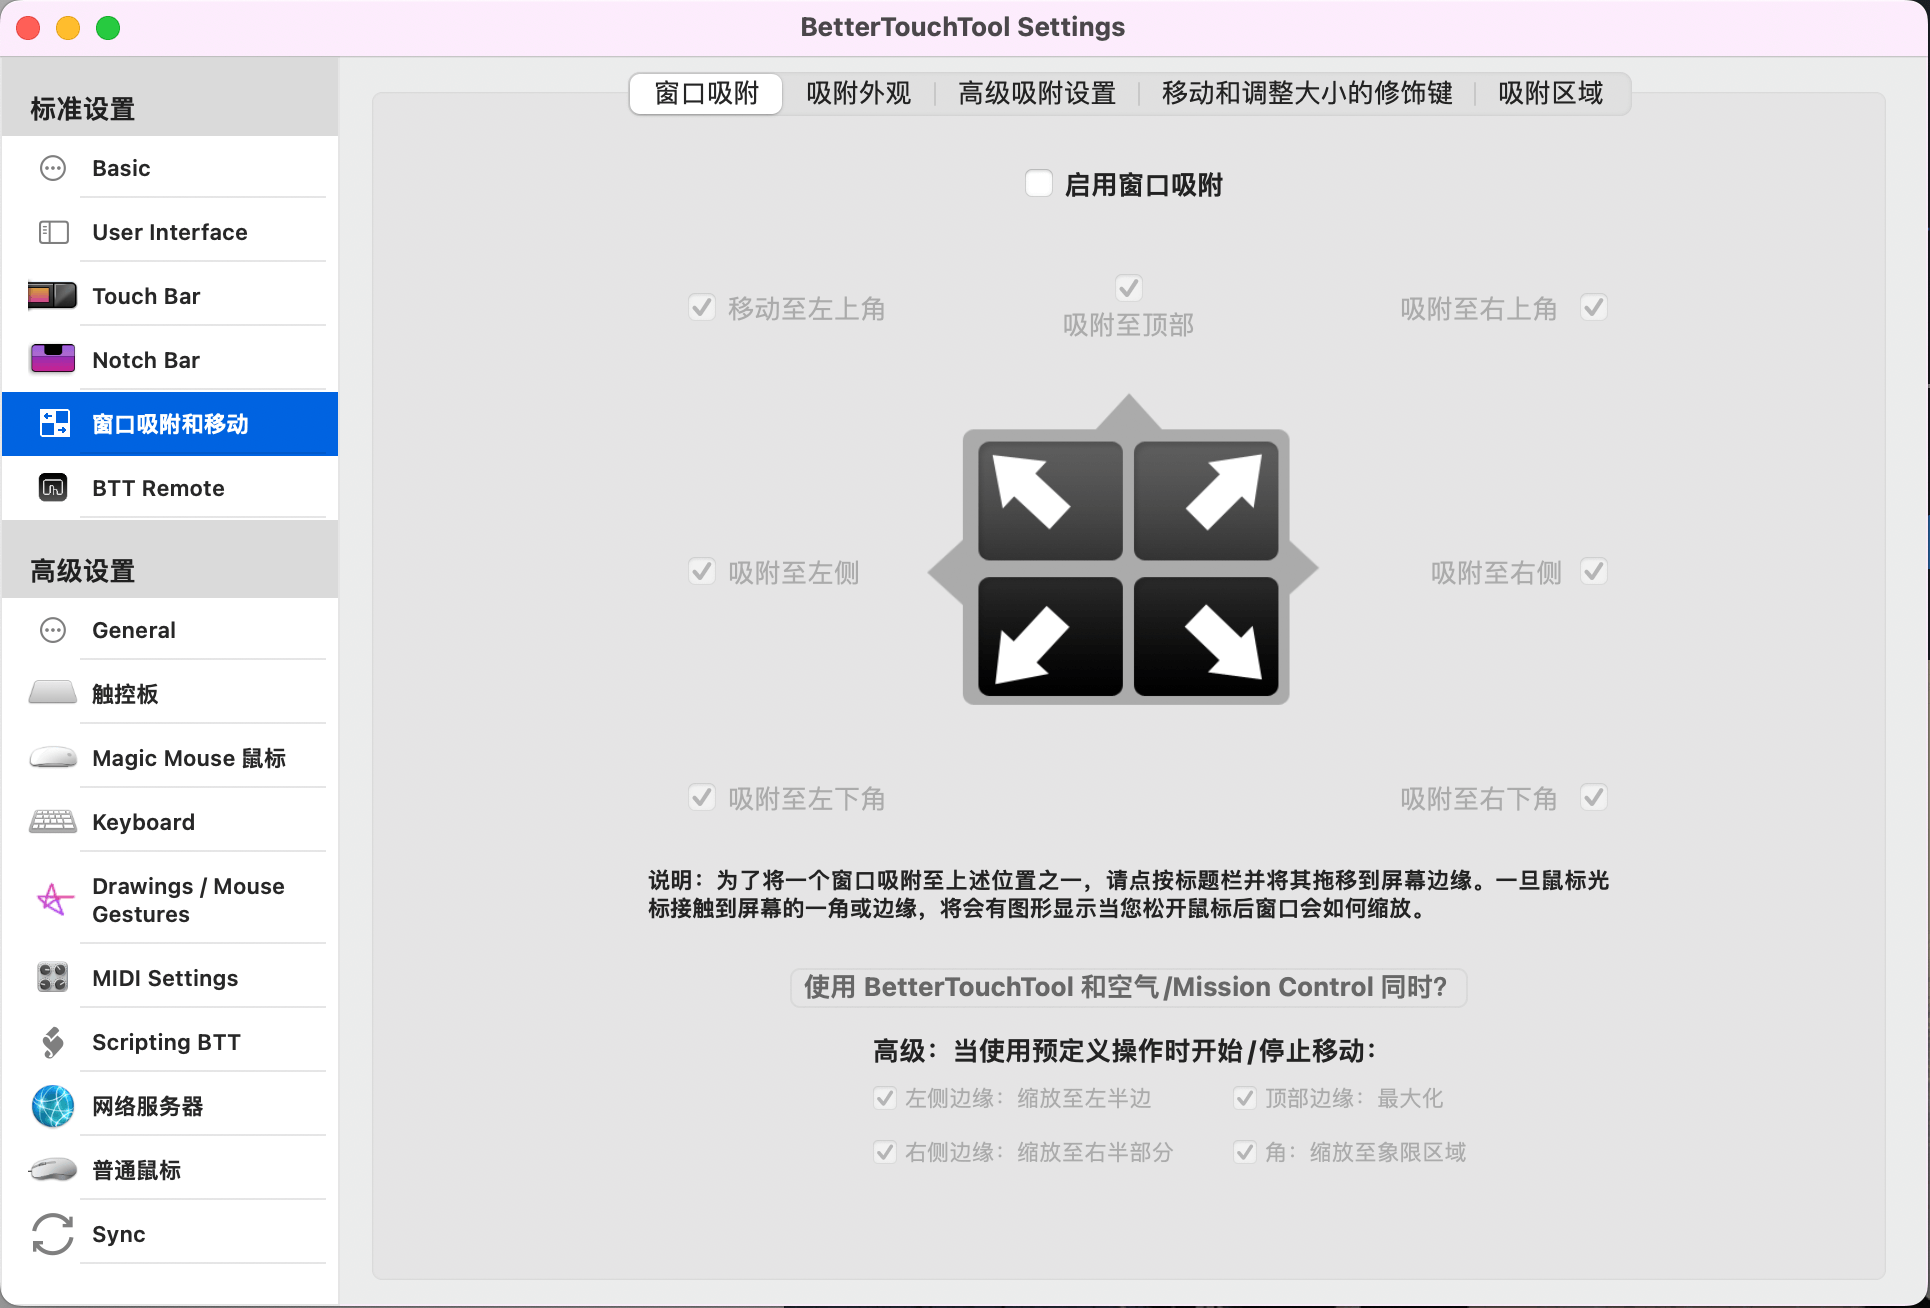 BetterTouchTool Settings
标准设置
Basic
User Interface
Touch Bar
Notch Bar
窗口吸附和移动
BTT Remote
高级设置
General
触控板
Magic Mouse 鼠标
Keyboard
Drawings / Mouse
Gestures
MIDI Settings
Scripting BTT
网络服务器
普通鼠标
Sync
窗口吸附 吸附外观 高级吸附设置 移动和调整大小的修饰键 吸附区域
启用窗口吸附
移动至左上角
吸附至顶部
吸附至右上角
吸附至左侧
吸附至右侧
吸附至左下角
吸附至右下角
说明：为了将一个窗口吸附至上述位置之一，请点按标题栏并将其拖移到屏幕边缘。一旦鼠标光
标接触到屏幕的一角或边缘，将会有图形显示当您松开鼠标后窗口会如何缩放。
使用 BetterTouchTool 和空气/Mission Control 同时?
高级：当使用预定义操作时开始/停止移动：
左侧边缘：缩放至左半边
顶部边缘：最大化
右侧边缘：缩放至右半部分
角：缩放至象限区域